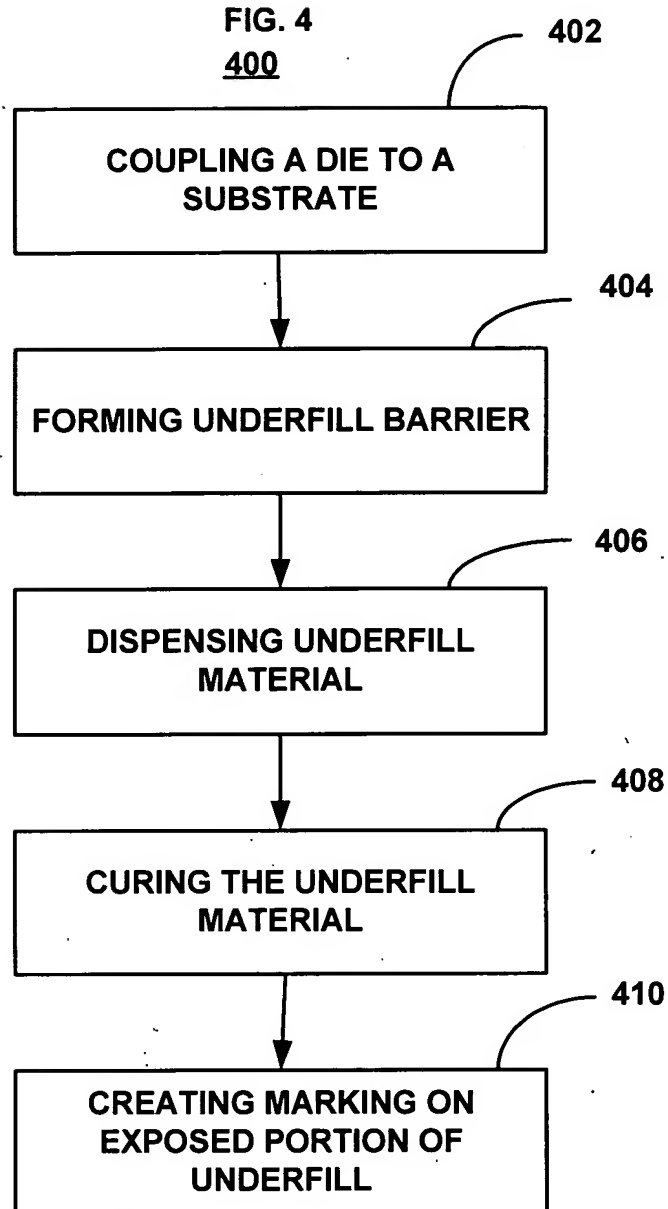 FIG. 4
400
402
COUPLING A DIE TO A
SUBSTRATE
404
FORMING UNDERFILL BARRIER
406
DISPENSING UNDERFILL
MATERIAL
408
CURING THE UNDERFILL
MATERIAL
410
CREATING MARKING ON
EXPOSED PORTION OF
UNDERFILL